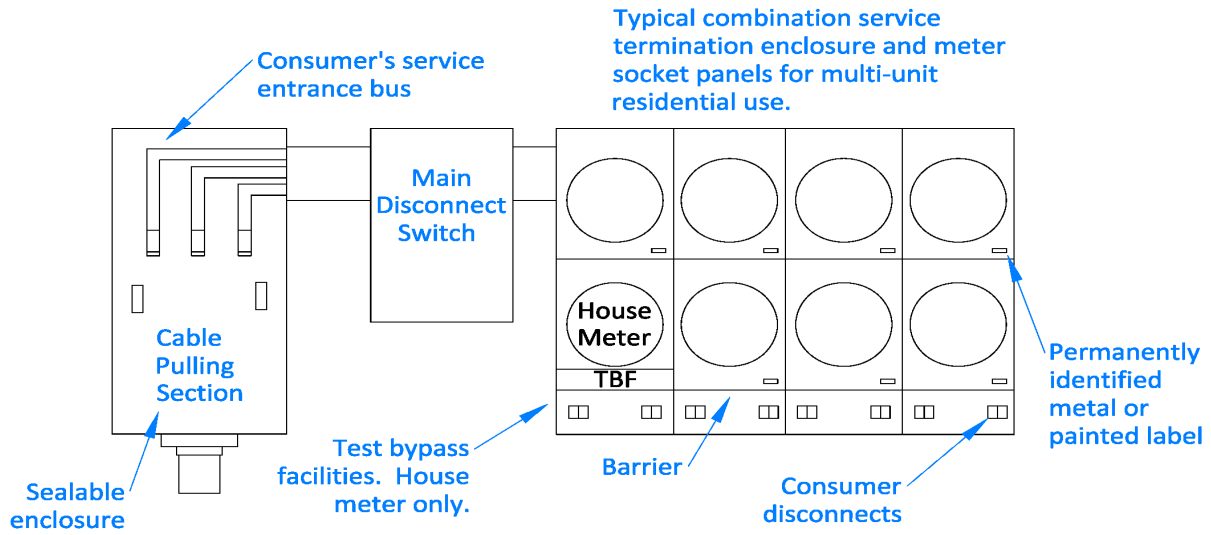 Typical combination service
termination enclosure and meter
socket panels for multi-unit
residential use.
Consumer's service
entrance bus
Main
Disconnect
Switch
House
Meter
TBF
Cable
Pulling
Section
Permanently
identified
metal or
painted label
Test bypass
facilities.  House
meter only.
Barrier
Consumer
disconnects
Sealable
enclosure